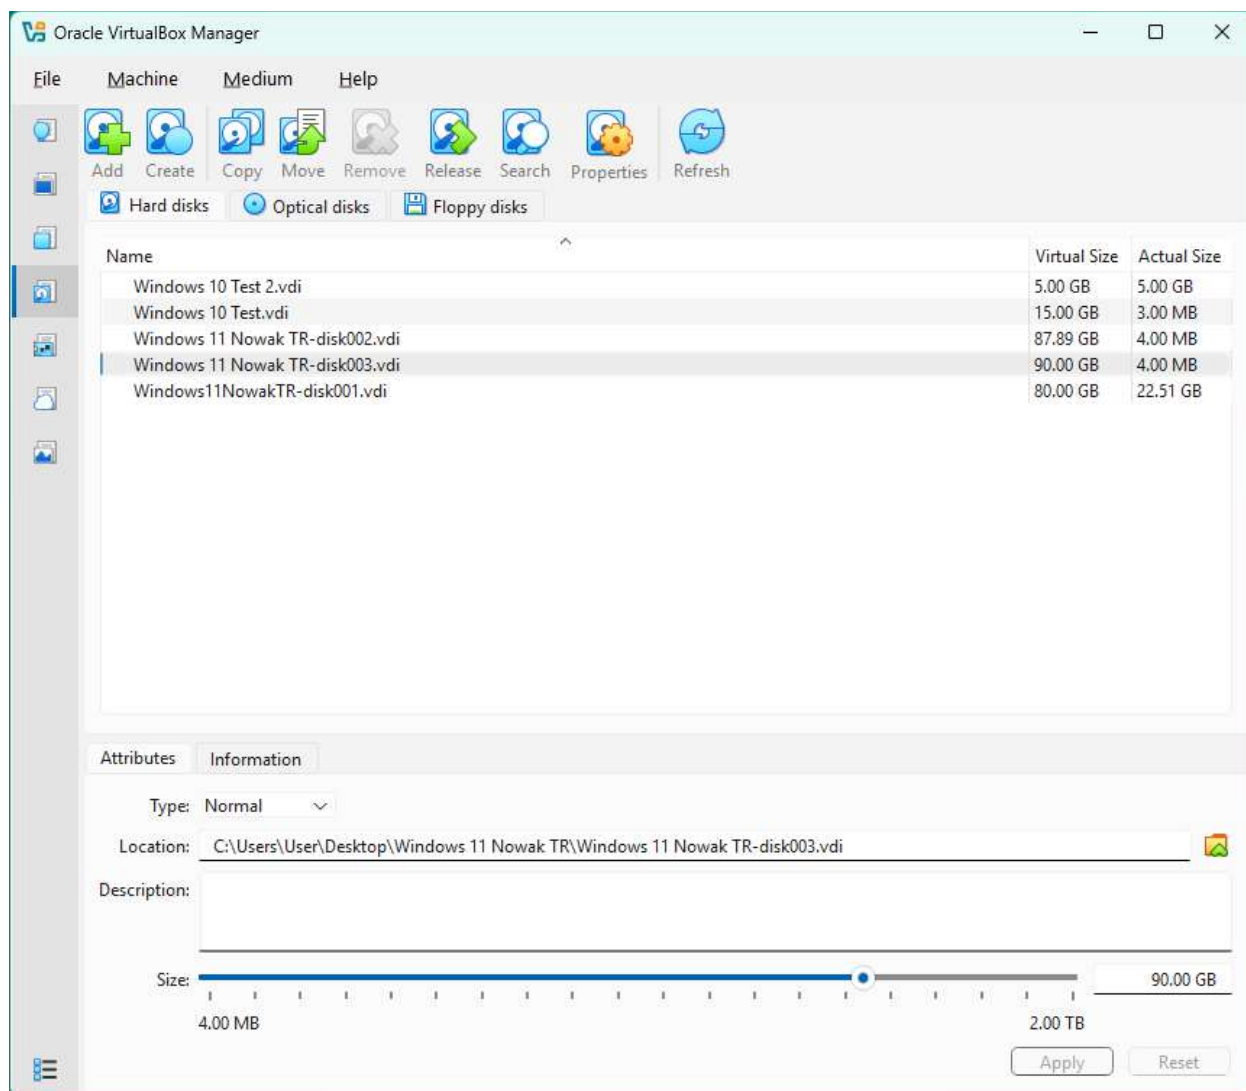 Oracle VirtualBox Manager
File Machine Medium Help
Add Create Copy Move Remove Release Search Properties Refresh
Hard disks Optical disks Floppy disks
Name Virtual Size Actual Size
Windows 10 Test 2.vdi 5.00 GB 5.00 GB
Windows 10 Test.vdi 15.00 GB 3.00 MB
Windows 11 Nowak TR-disk002.vdi 87.89 GB 4.00 MB
Windows 11 Nowak TR-disk003.vdi 90.00 GB 4.00 MB
Windows11NowakTR-disk001.vdi 80.00 GB 22.51 GB
Attributes Information
Type: Normal
Location: C:\Users\User\Desktop\Windows 11 Nowak TR\Windows 11 Nowak TR-disk003.vdi
Description:
Size: 90.00 GB
4.00 MB 2.00 TB
Apply Reset